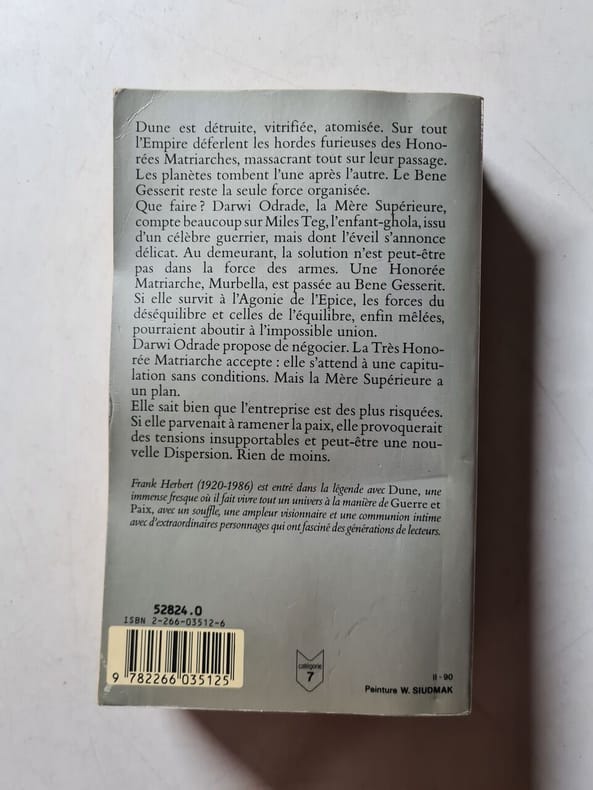 Dune est détruite, vitrifiée, atomisée. Sur tout
l'Empire déferlent les hordes furieuses des Hono-
rées Matriarches, massacrant tout sur leur passage.
Les planètes tombent l'une après l'autre. Le Bene
Gesserit reste la seule force organisée.
Que faire ? Darwi Odrade, la Mère Supérieure,
compte beaucoup sur Miles Teg, l'enfant-ghola, issu
d'un célèbre guerrier, mais dont l'éveil s'annonce
délicat. Au demeurant, la solution n'est peut-être
pas dans la force des armes. Une Honorée
Matriarche, Murbella, est passée au Bene Gesserit.
Si elle survit à l'Agonie de l'Epice, les forces du
déséquilibre et celles de l'équilibre, enfin mêlées,
pourraient aboutir à l'impossible union.
Darwi Odrade propose de négocier. La Très Hono-
rée Matriarche accepte : elle s'attend à une capitu-
lation sans conditions. Mais la Mère Supérieure a
un plan.
Elle sait bien que l'entreprise est des plus risquées.
Si elle parvenait à ramener la paix, elle provoquerait
des tensions insupportables et peut-être une nou-
velle Dispersion. Rien de moins.
Frank Herbert (1920-1986) est entré dans la légende avec Dune, une
immense fresque où il fait vivre tout un univers à la manière de Guerre et
Paix, avec un souffle, une ampleur visionnaire et une communion intime
avec d'extraordinaires personnages qui ont fasciné des générations de lecteurs.
52824.0
ISBN 2-266-03512-6
9 782266 035125
catégorie
7
II - 90
Peinture W. SIUDMAK